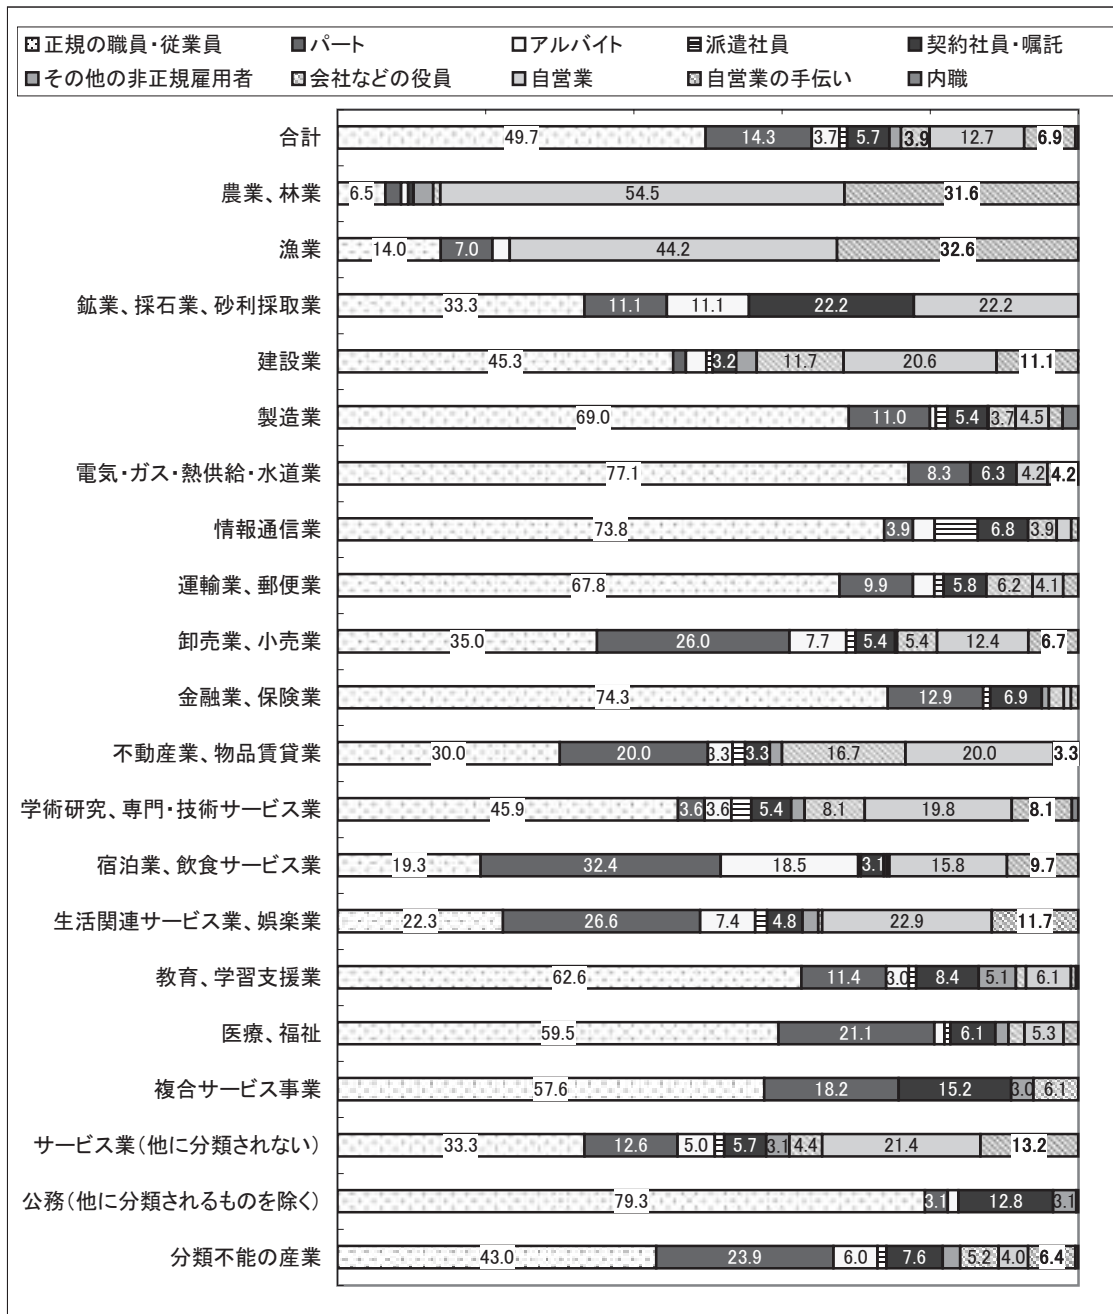 正規の職員・従業員 パート アルバイト 派遣社員 契約社員・嘱託
その他の非正規雇用者 会社などの役員 自営業 自営業の手伝い 内職
合計 49.7 14.3 3.7 5.7 3.9 12.7 6.9
農業、林業 6.5 54.5 31.6
漁業 14.0 7.0 44.2 32.6
鉱業、採石業、砂利採取業 33.3 11.1 11.1 22.2 22.2
建設業 45.3 3.2 11.7 20.6 11.1
製造業 69.0 11.0 5.4 3.7 4.5
電気・ガス・熱供給・水道業 77.1 8.3 6.3 4.2 4.2
情報通信業 73.8 3.9 6.8 3.9
運輸業、郵便業 67.8 9.9 5.8 6.2 4.1
卸売業、小売業 35.0 26.0 7.7 5.4 5.4 12.4 6.7
金融業、保険業 74.3 12.9 6.9
不動産業、物品賃貸業 30.0 20.0 3.3 3.3 16.7 20.0 3.3
学術研究、専門・技術サービス業 45.9 3.6 3.6 5.4 8.1 19.8 8.1
宿泊業、飲食サービス業 19.3 32.4 18.5 3.1 15.8 9.7
生活関連サービス業、娯楽業 22.3 26.6 7.4 4.8 22.9 11.7
教育、学習支援業 62.6 11.4 3.0 8.4 5.1 6.1
医療、福祉 59.5 21.1 6.1 5.3
複合サービス事業 57.6 18.2 15.2 3.0 6.1
サービス業(他に分類されない) 33.3 12.6 5.0 5.7 3.1 4.4 21.4 13.2
公務(他に分類されるものを除く) 79.3 3.1 12.8 3.1
分類不能の産業 43.0 23.9 6.0 7.6 5.2 4.0 6.4